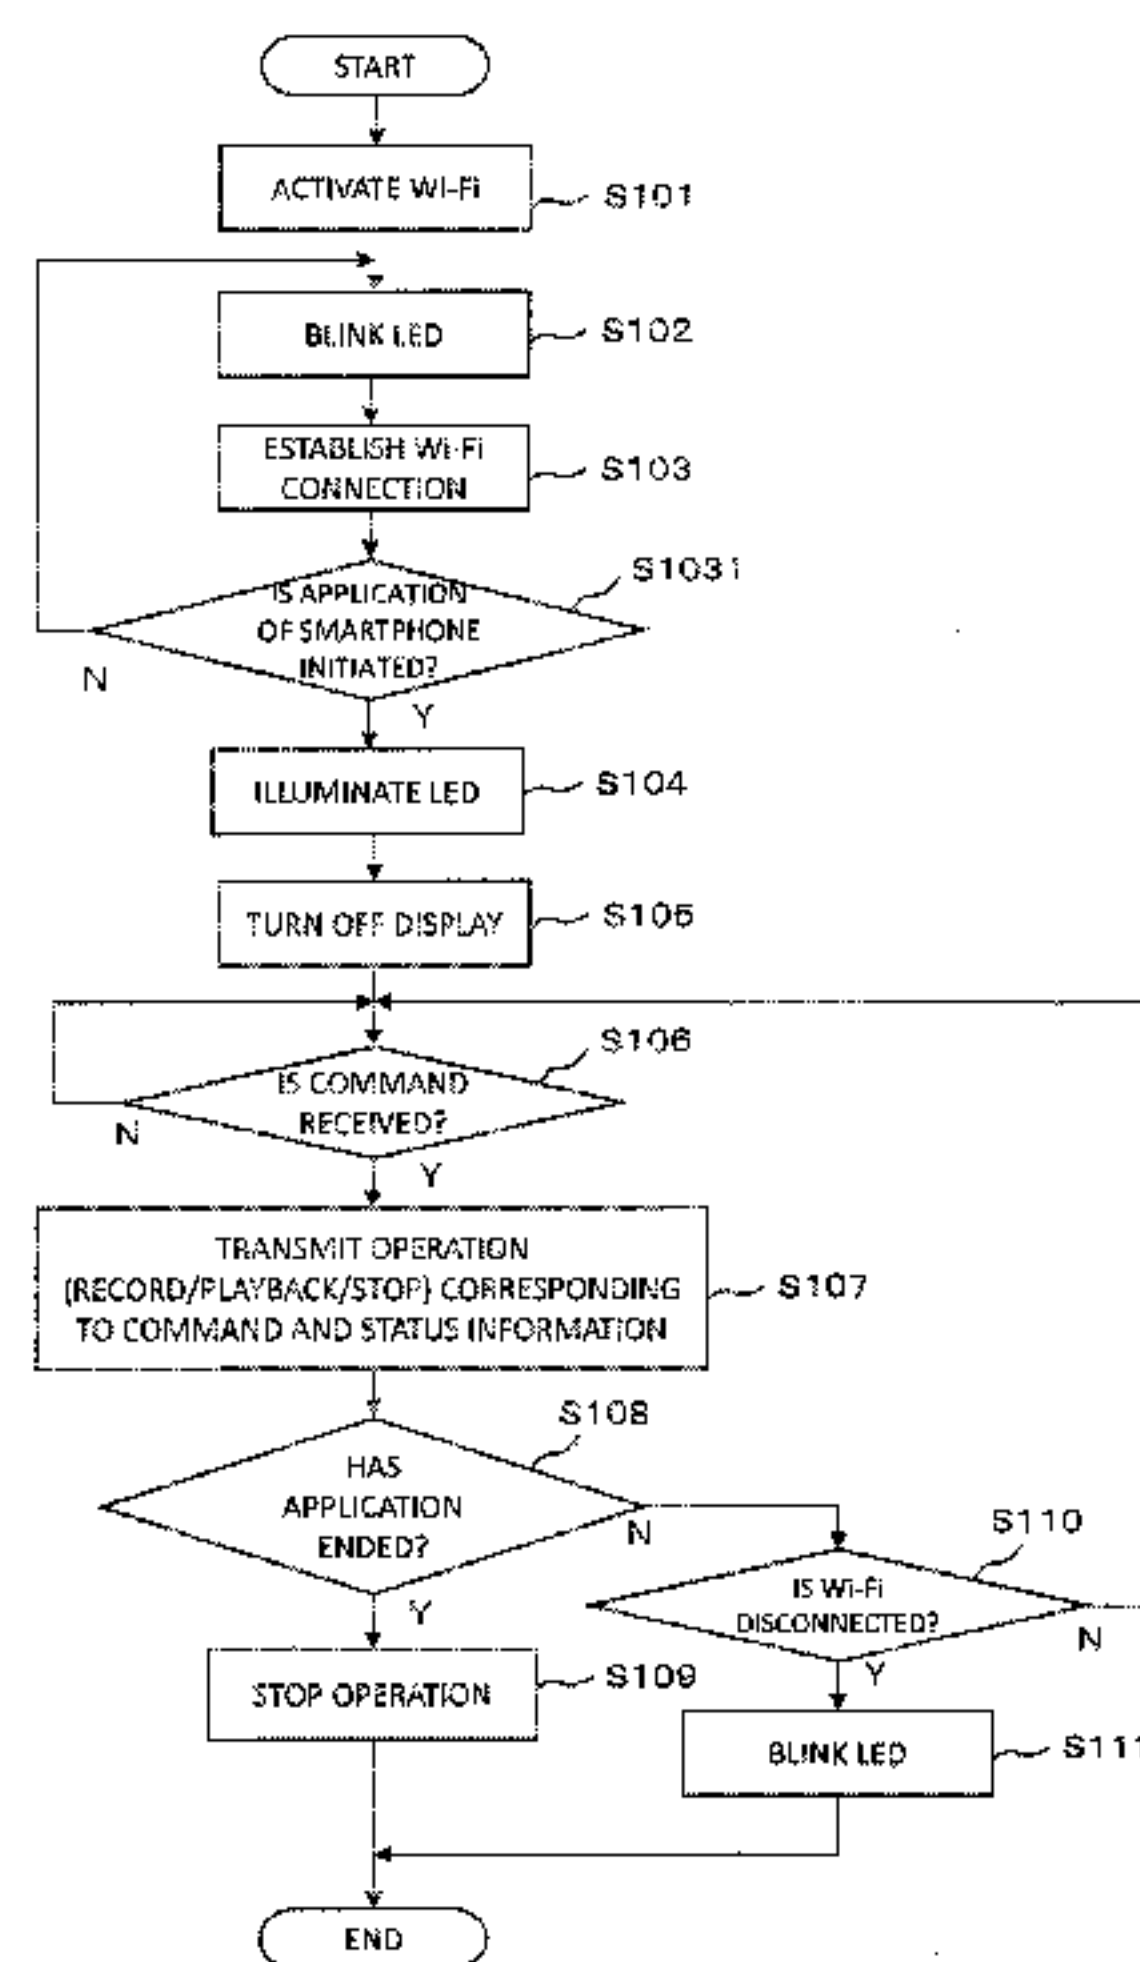 START
ACTIVATE Wi-Fi
S101
BLINK LED
S102
ESTABLISH Wi-Fi
CONNECTION
S103
IS APPLICATION
OF SMARTPHONE
INITIATED?
S1031
N
Y
ILLUMINATE LED
S104
TURN OFF DISPLAY
S105
IS COMMAND
RECEIVED?
S106
N
Y
TRANSMIT OPERATION
(RECORD/PLAYBACK/STOP) CORRESPONDING
TO COMMAND AND STATUS INFORMATION
S107
HAS
APPLICATION
ENDED?
S108
N
Y
IS Wi-Fi
DISCONNECTED?
S110
N
Y
STOP OPERATION
S109
BLINK LED
S111
END